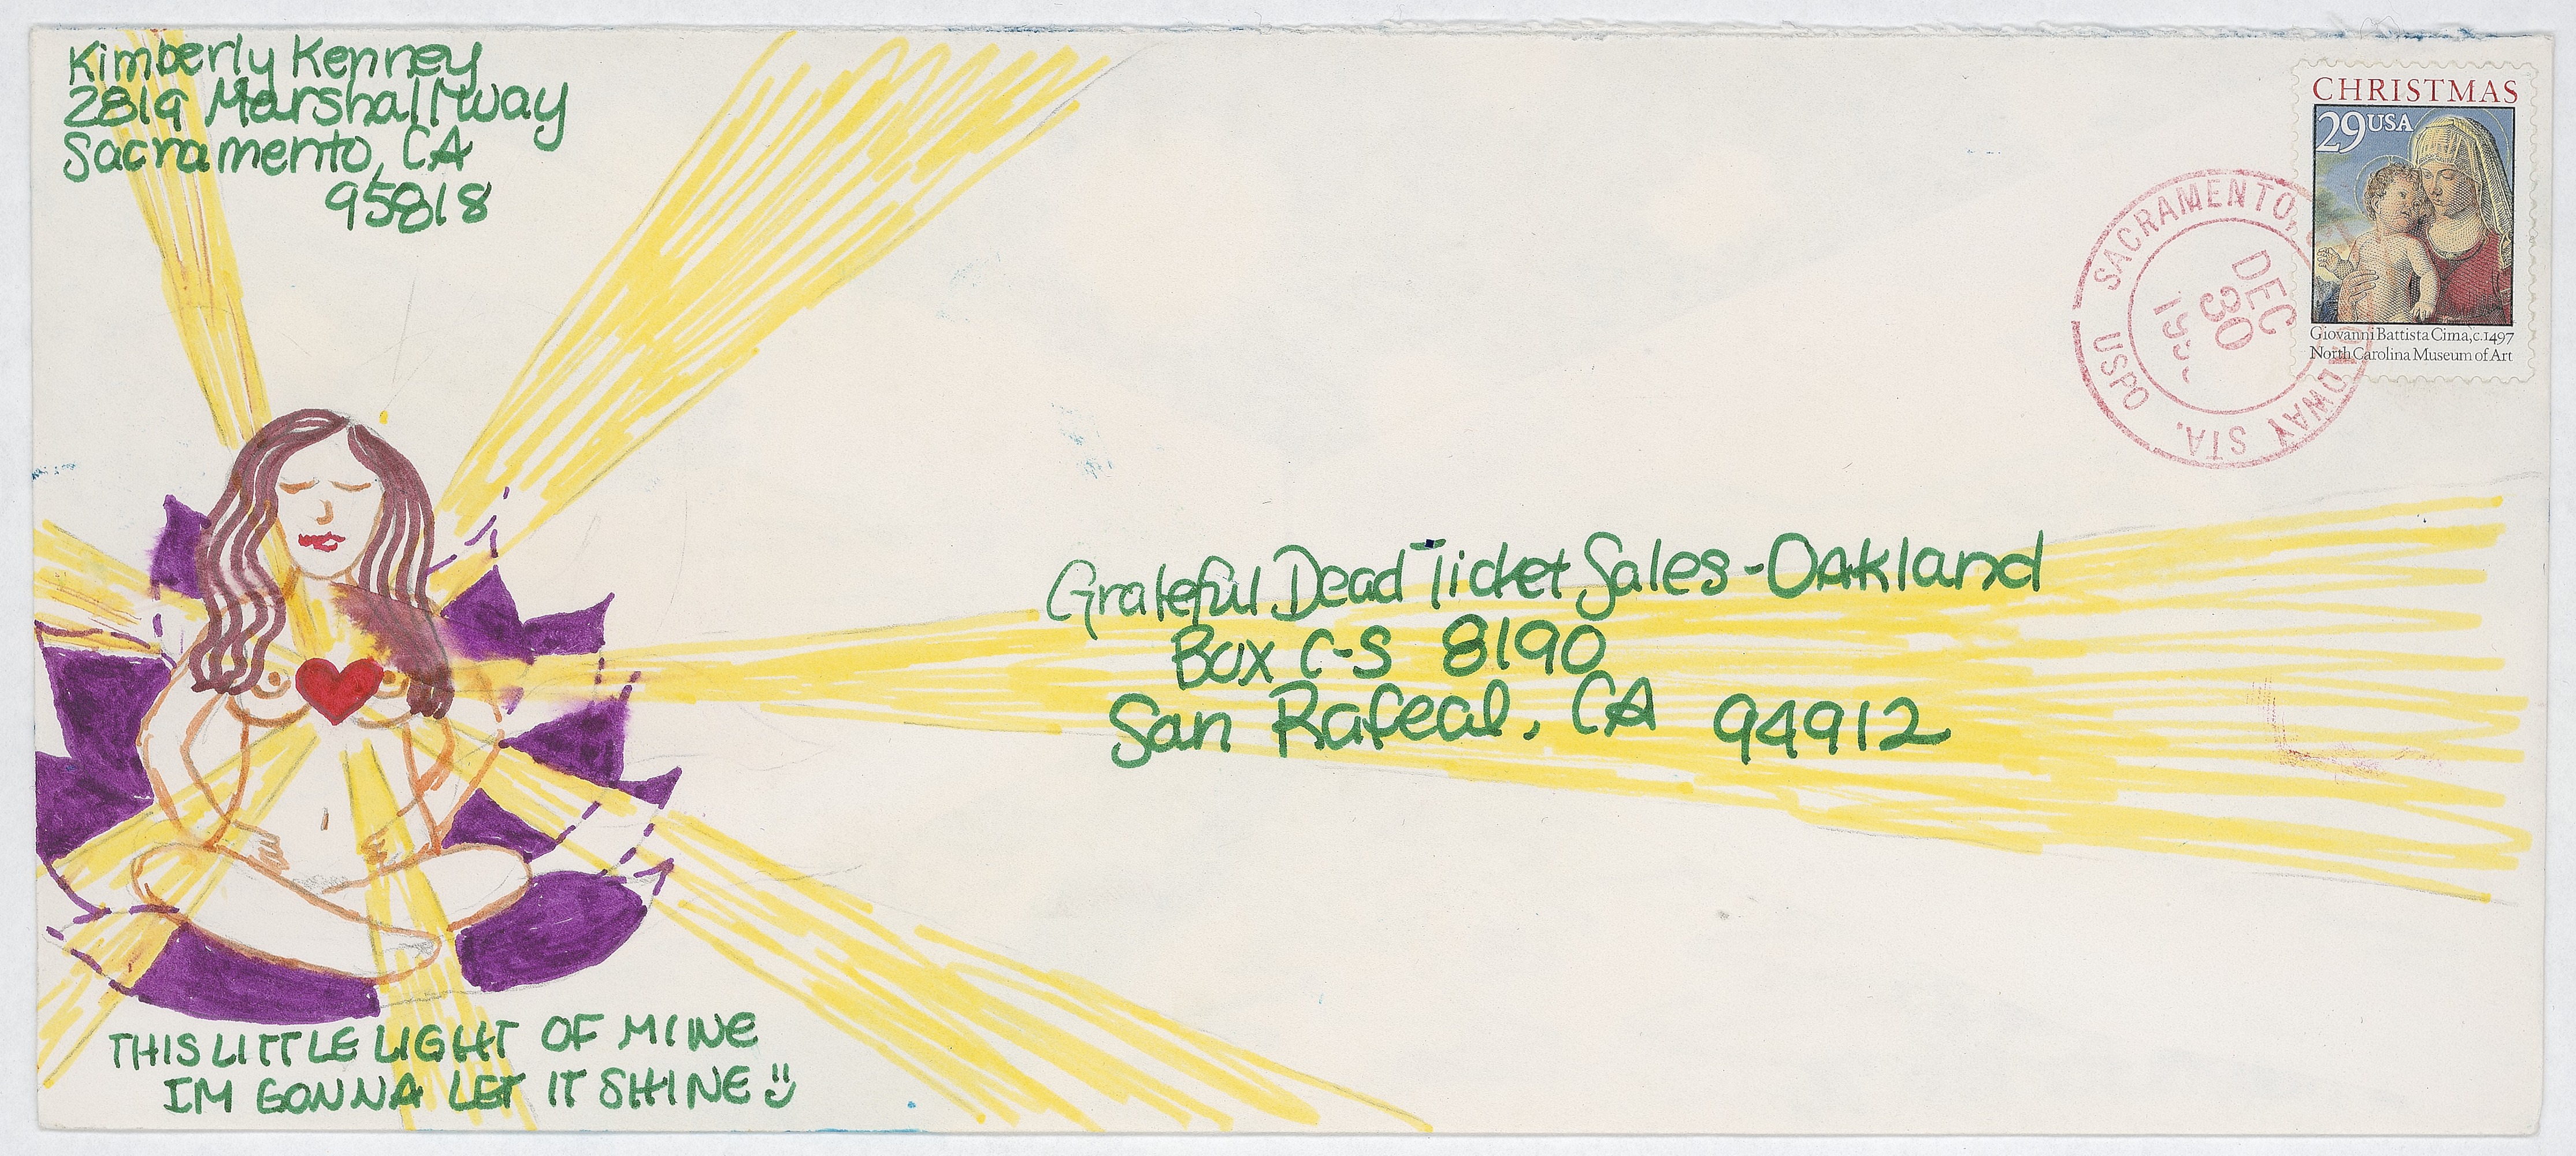 Kimberly Kenney
2819 Marshall Way
Sacramento, CA
95818
CHRISTMAS
29 USA
Giovanni Battista Cima, c.1497
North Carolina Museum of Art
SACRAMENTO,
DEC
30
USPO
STA.
Grateful Dead Ticket Sales - Oakland
Box C-S 8190
San Rafeal, CA 94912
THIS LITTLE LIGHT OF MINE
IM GONNA LET IT SHINE